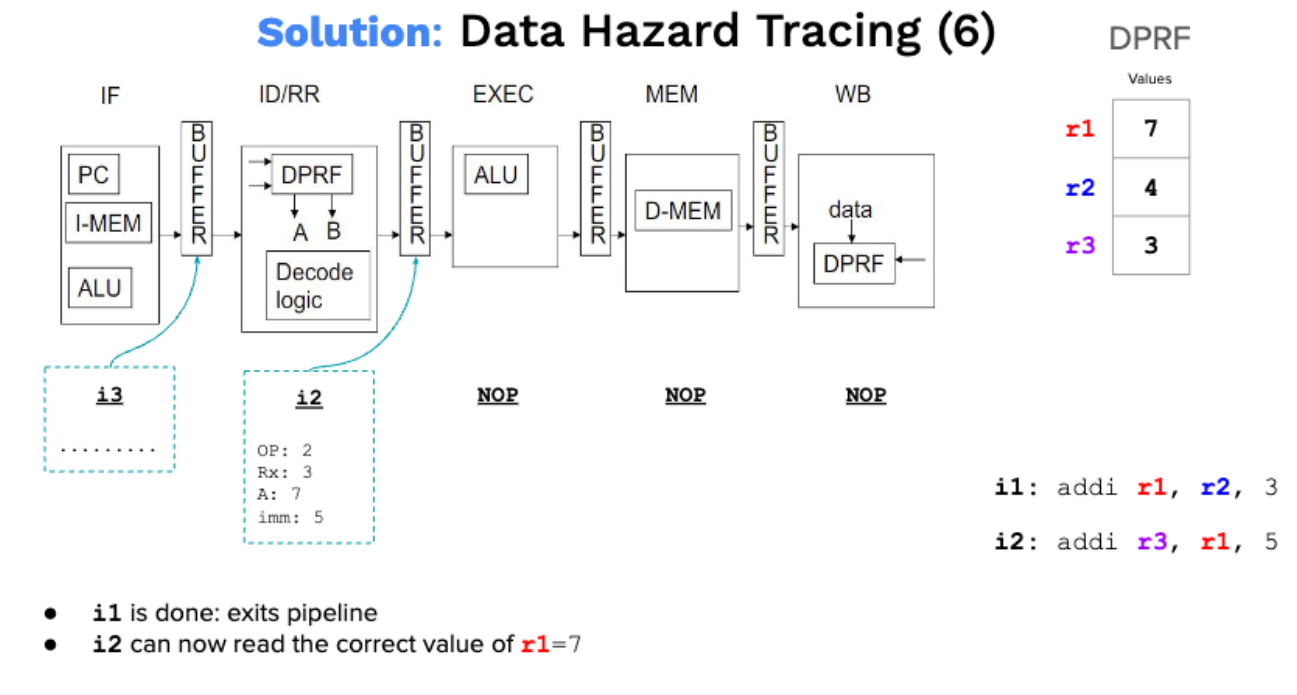 Solution: Data Hazard Tracing (6)
DPRF
Values
r1 7
r2 4
r3 3
IF
ID/RR
EXEC
MEM
WB
PC
I-MEM
ALU
BUFFER
DPRF
A B
Decode
logic
BUFFER
ALU
BUFFER
D-MEM
BUFFER
data
DPRF
i3
.........
i2
OP: 2
Rx: 3
A: 7
imm: 5
NOP
NOP
NOP
i1: addi r1, r2, 3
i2: addi r3, r1, 5
● i1 is done: exits pipeline
● i2 can now read the correct value of r1=7